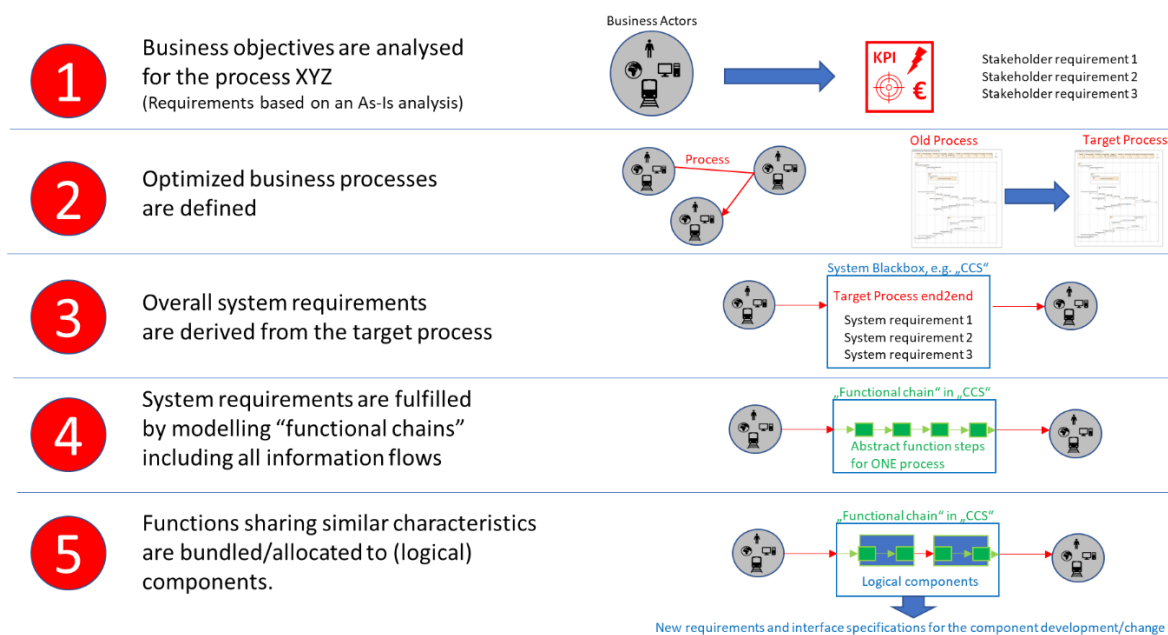 Business Actors
1
Business objectives are analysed
for the process XYZ
(Requirements based on an As-Is analysis)
KPI
€
Stakeholder requirement 1
Stakeholder requirement 2
Stakeholder requirement 3
2
Optimized business processes
are defined
Process
Old Process
Target Process
3
Overall system requirements
are derived from the target process
System Blackbox, e.g. „CCS“
Target Process end2end
System requirement 1
System requirement 2
System requirement 3
4
System requirements are fulfilled
by modelling “functional chains”
including all information flows
„Functional chain“ in „CCS“
Abstract function steps
for ONE process
5
Functions sharing similar characteristics
are bundled/allocated to (logical)
components.
„Functional chain“ in „CCS“
Logical components
New requirements and interface specifications for the component development/change